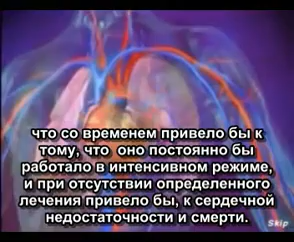 что со временем привело бы к
тому, что оно постоянно бы
работало в интенсивном режиме,
и при отсутствии определенного
лечения привело бы, к сердечной
недостаточности и смерти.
Skip